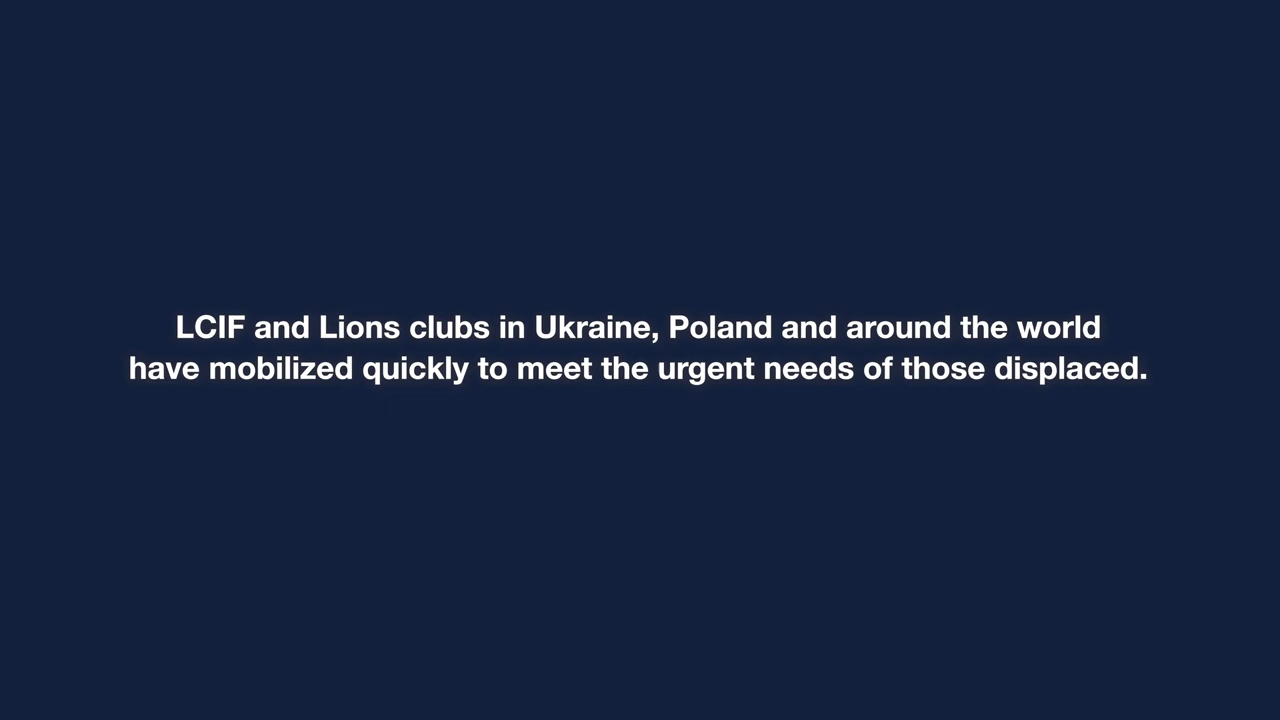 LCIF and Lions clubs in Ukraine, Poland and around the world
have mobilized quickly to meet the urgent needs of those displaced.